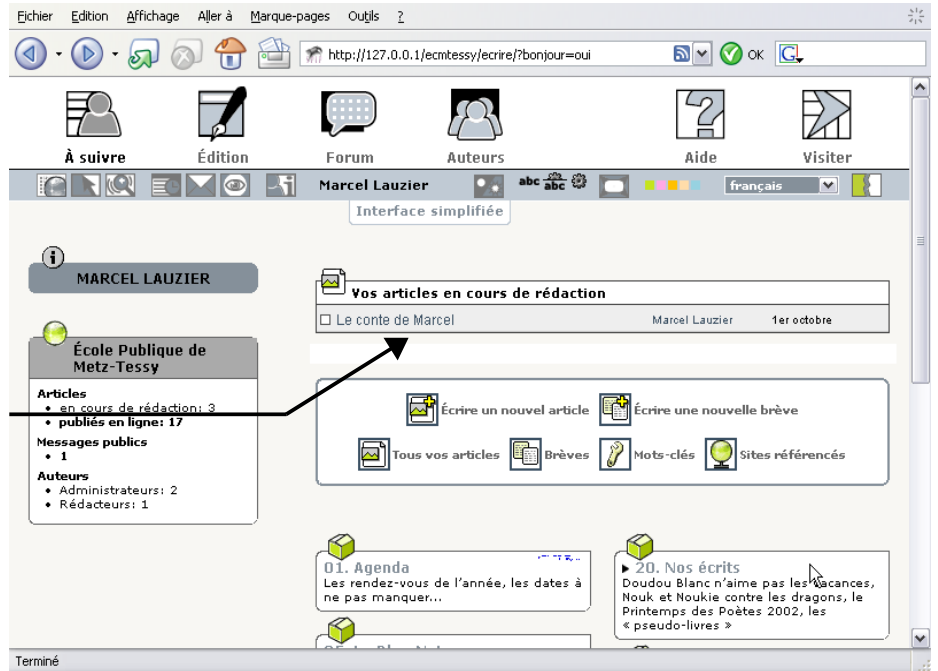 Fichier Edition Affichage Aller à Marque-pages Outils ?
http://127.0.0.1/ecmtessy/ecrire/?bonjour=oui OK G
À suivre Édition Forum Auteurs Aide Visiter
Marcel Lauzier abc abc français
Interface simplifiée
MARCEL LAUZIER
Vos articles en cours de rédaction
Le conte de Marcel Marcel Lauzier 1er octobre
École Publique de
Metz-Tessy
Articles
• en cours de rédaction: 3
• publiés en ligne: 17
Messages publics
• 1
Auteurs
• Administrateurs: 2
• Rédacteurs: 1
Écrire un nouvel article Écrire une nouvelle brève
Tous vos articles Brèves Mots-clés Sites référencés
01. Agenda
Les rendez-vous de l'année, les dates à
ne pas manquer...
20. Nos écrits
Doudou Blanc n'aime pas les vacances,
Nouk et Noukie contre les dragons, le
Printemps des Poètes 2002, les
« pseudo-livres »
Terminé